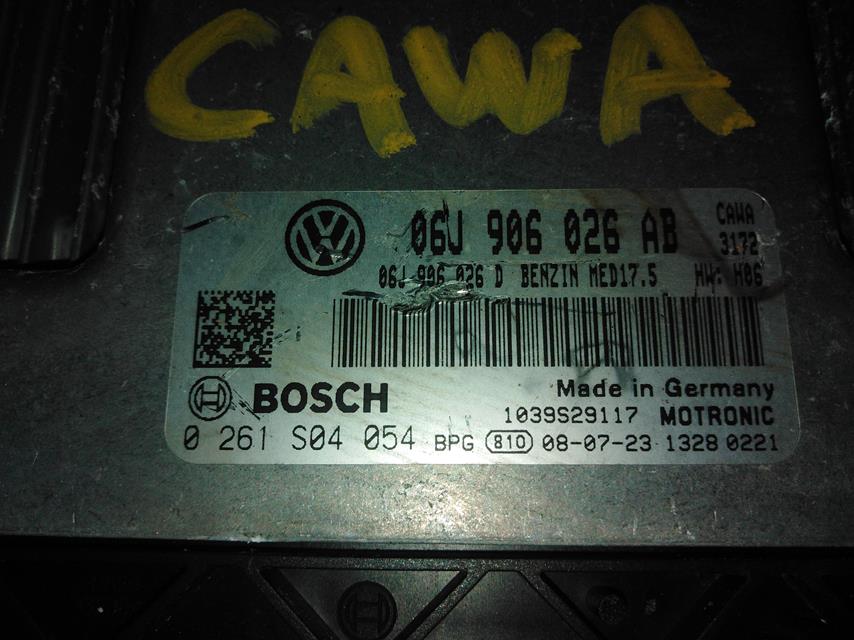 CAWA
06J 906 026 AB CAWA
3172
06J 906 026 D BENZIN MED17.5 HW: H06
BOSCH Made in Germany
1039S29117 MOTRONIC
0 261 S04 054 BPG 810 08-07-23 1328 0221